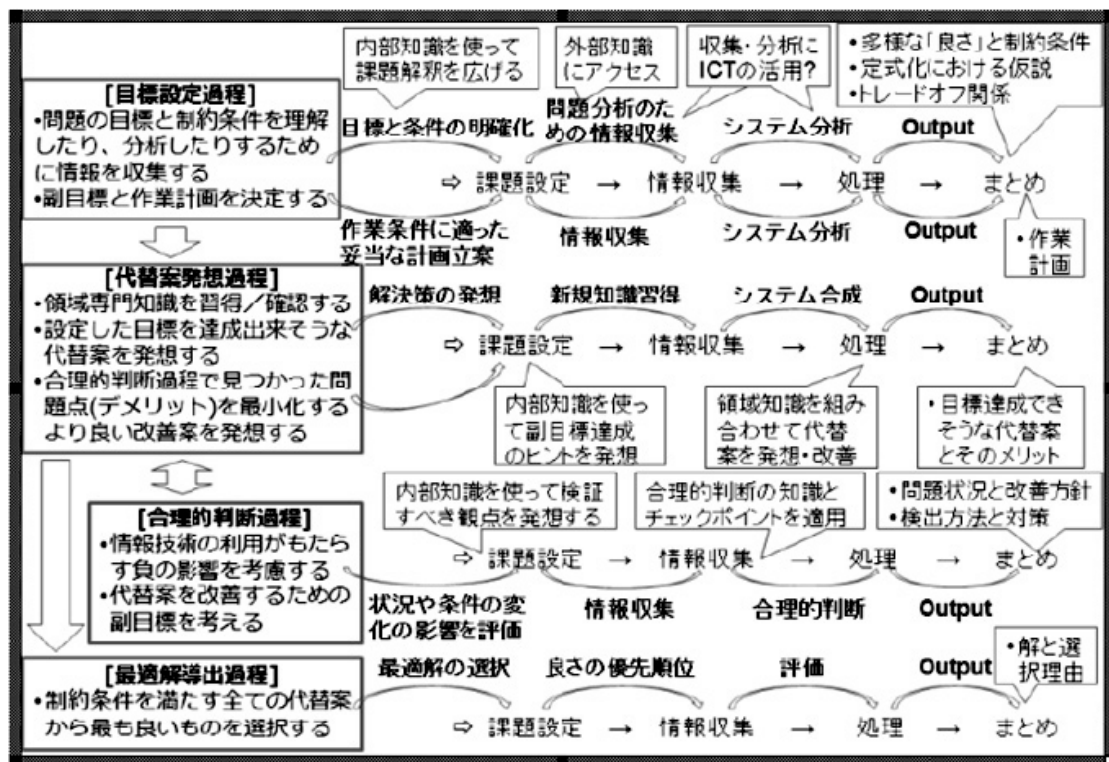 内部知識を使って
課題解釈を広げる
外部知識
にアクセス
収集・分析に
ICTの活用?
•多様な「良さ」と制約条件
•定式化における仮説
•トレードオフ関係
[目標設定過程]
•問題の目標と制約条件を理解
したり、分析したりするため
に情報を収集する
•副目標と作業計画を決定する
目標と条件の明確化
問題分析のた
めの情報収集
システム分析
Output
⇨ 課題設定 → 情報収集 → 処理 → まとめ
作業条件に適った
妥当な計画立案
情報収集
システム分析
Output
•作業
計画
[代替案発想過程]
•領域専門知識を習得/確認する
•設定した目標を達成出来そうな
代替案を発想する
•合理的判断過程で見つかった問
題点(デメリット)を最小化する
より良い改善案を発想する
解決策の発想
新規知識習得
システム合成
Output
⇨ 課題設定 → 情報収集 → 処理 → まとめ
内部知識を使っ
て副目標達成
のヒントを発想
領域知識を組み
合わせて代替
案を発想・改善
•目標達成でき
そうな代替案
とそのメリット
[合理的判断過程]
•情報技術の利用がもたら
す負の影響を考慮する
•代替案を改善するための
副目標を考える
内部知識を使って検証
すべき観点を発想する
合理的判断の知識と
チェックポイントを適用
•問題状況と改善方針
•検出方法と対策
⇨ 課題設定 → 情報収集 → 処理 → まとめ
状況や条件の変
化の影響を評価
情報収集
合理的判断
Output
[最適解導出過程]
•制約条件を満たす全ての代替案
から最も良いものを選択する
最適解の選択
良さの優先順位
評価
Output
•解と選
択理由
⇨ 課題設定 → 情報収集 → 処理 → まとめ